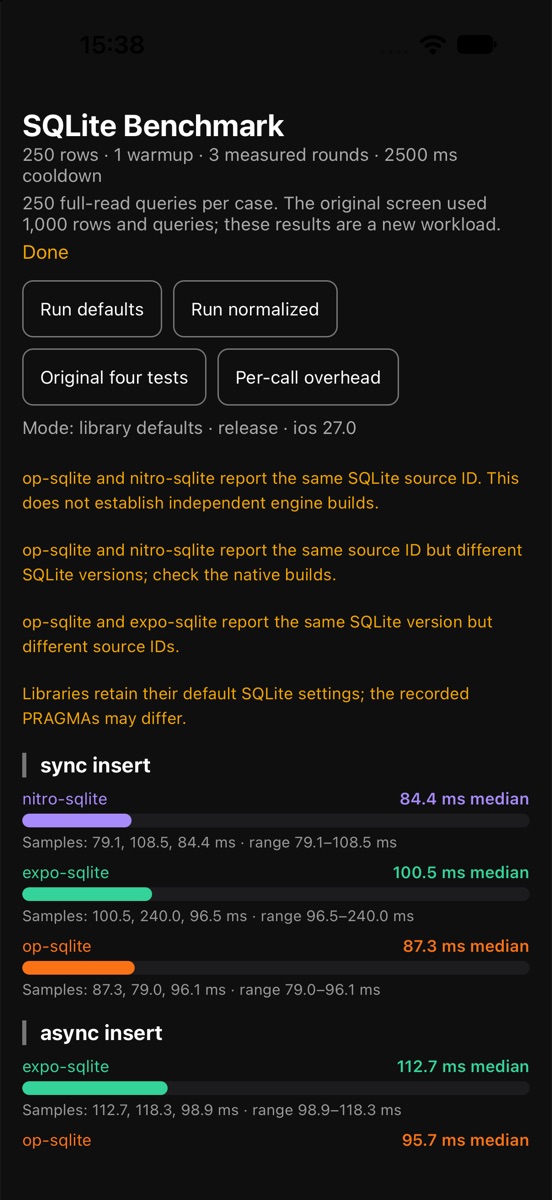 15:38
SQLite Benchmark
250 rows · 1 warmup · 3 measured rounds · 2500 ms
cooldown
250 full-read queries per case. The original screen used
1,000 rows and queries; these results are a new workload.
Done
Run defaults
Run normalized
Original four tests
Per-call overhead
Mode: library defaults · release · ios 27.0
op-sqlite and nitro-sqlite report the same SQLite source ID. This
does not establish independent engine builds.
op-sqlite and nitro-sqlite report the same source ID but different
SQLite versions; check the native builds.
op-sqlite and expo-sqlite report the same SQLite version but
different source IDs.
Libraries retain their default SQLite settings; the recorded
PRAGMAs may differ.
sync insert
nitro-sqlite 84.4 ms median
Samples: 79.1, 108.5, 84.4 ms · range 79.1–108.5 ms
expo-sqlite 100.5 ms median
Samples: 100.5, 240.0, 96.5 ms · range 96.5–240.0 ms
op-sqlite 87.3 ms median
Samples: 87.3, 79.0, 96.1 ms · range 79.0–96.1 ms
async insert
expo-sqlite 112.7 ms median
Samples: 112.7, 118.3, 98.9 ms · range 98.9–118.3 ms
op-sqlite 95.7 ms median